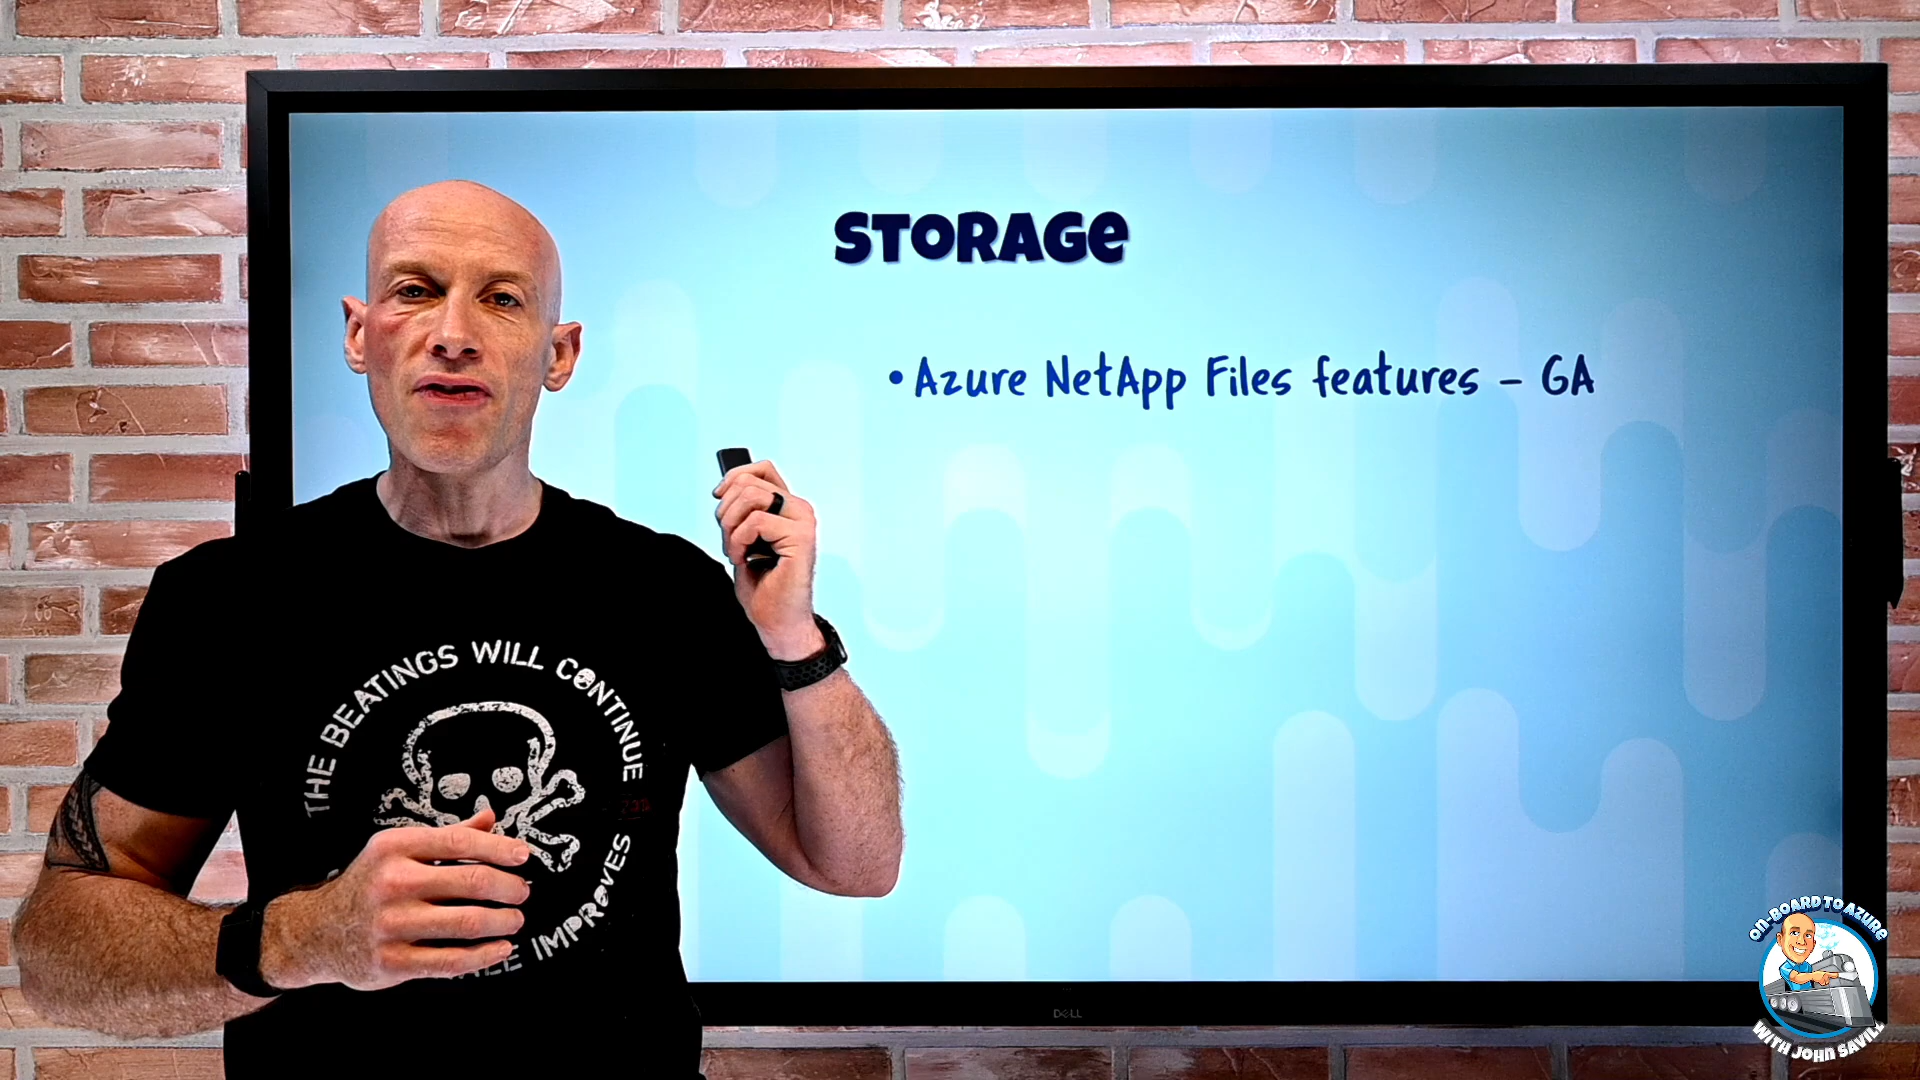 STORAGE
•Azure NetApp Files features – GA
THE BEATINGS WILL CONTINUE
IMPROVES
DELL
ON-BOARD TO AZURE
WITH JOHN SAVILL